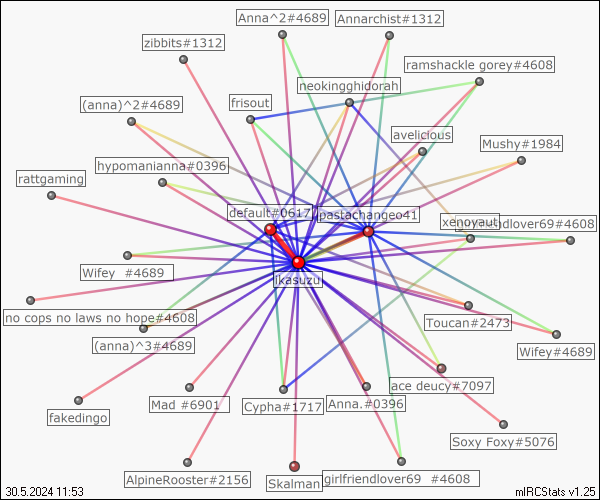 Anna^2#4689
Annarchist#1312
zibbits#1312
ramshackle gorey#4608
neokingghidorah
(anna)^2#4689
frisout
avelicious
Mushy#1984
hypomanianna#0396
rattgaming
default#0617
pastachangeo41
xenoyaut
dlover69#4608
Wifey #4689
ikasuzu
no cops no laws no hope#4608
Toucan#2473
(anna)^3#4689
Wifey#4689
ace deucy#7097
Mad #6901
Cypha#1717
Anna.#0396
fakedingo
Soxy Foxy#5076
AlpineRooster#2156
Skalman
girlfriendlover69 #4608
30.5.2024 11:53
mIRCStats v1.25